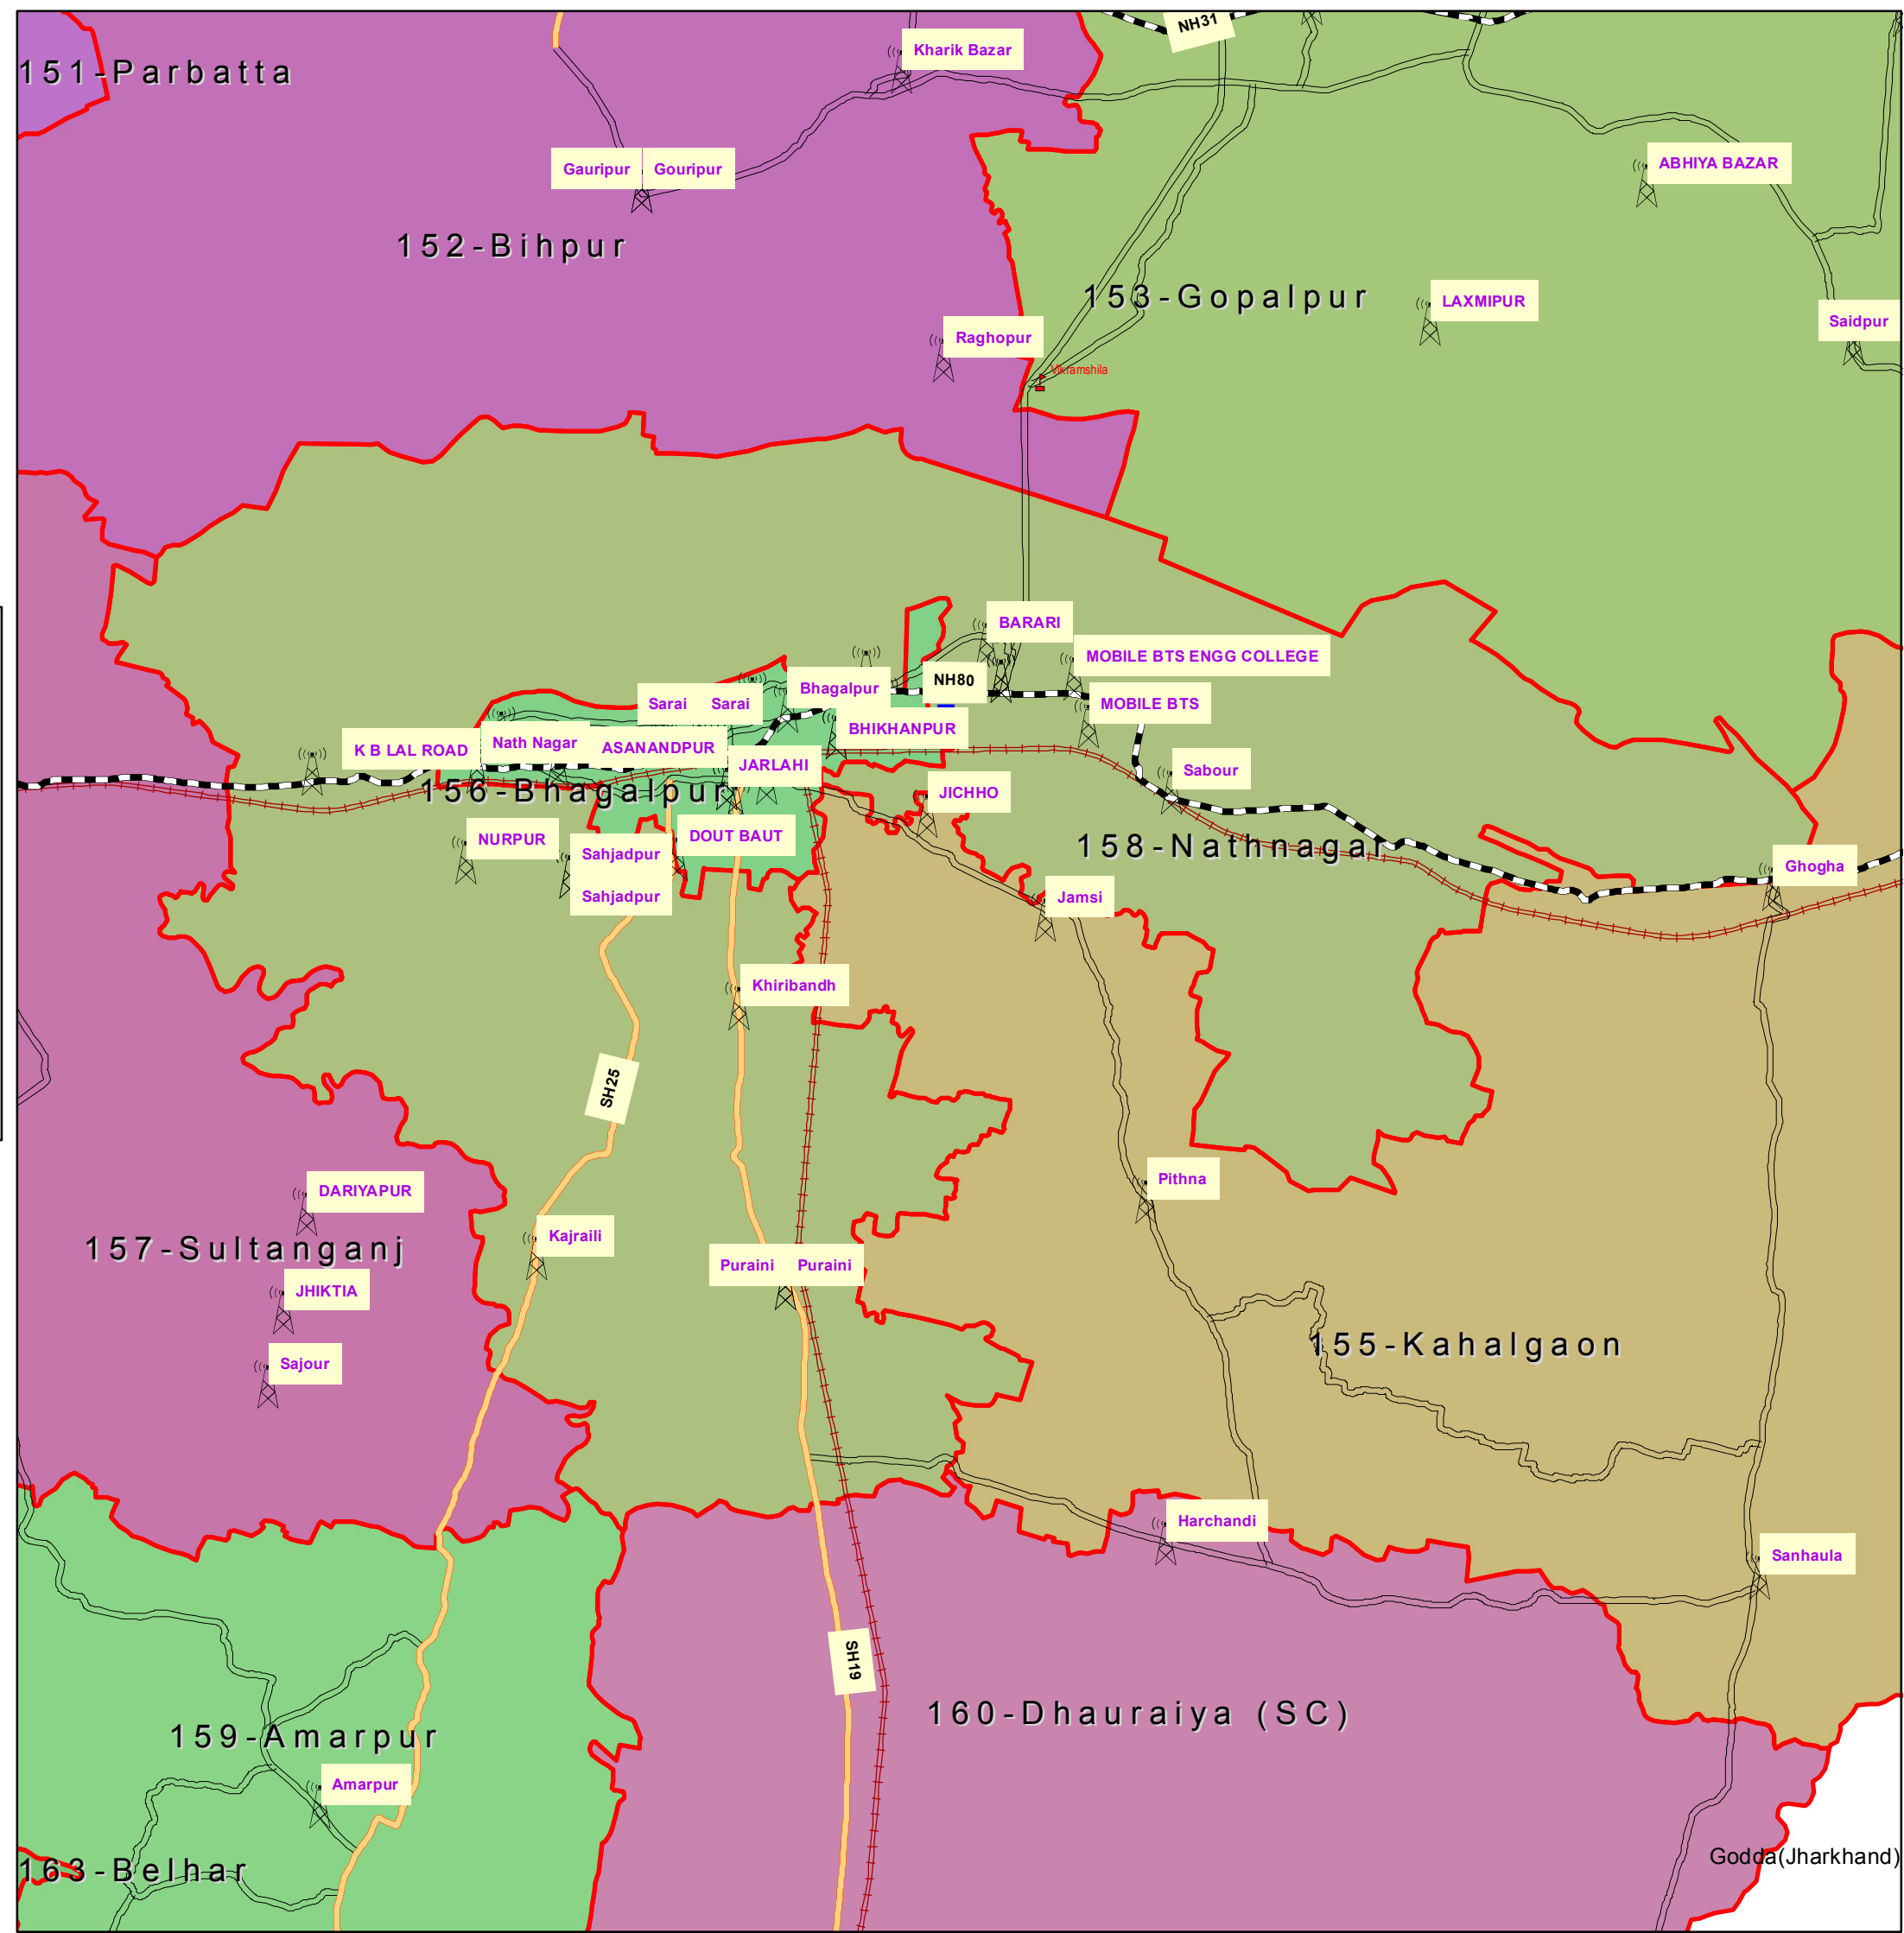 NH31
Kharik Bazar
151-Parbatta
Gauripur
Gouripur
ABHIYA BAZAR
152-Bihpur
153-Gopalpur
LAXMIPUR
Saidpur
Raghopur
Vikramshila
BARARI
MOBILE BTS ENGG COLLEGE
NH80
Bhagalpur
Sarai
Sarai
MOBILE BTS
BHIKHANPUR
Nath Nagar
ASANANDPUR
K B LAL ROAD
JARLAHI
Sabour
156-Bhagalpur
JICHHO
NURPUR
DOUT BAUT
158-Nathnagar
Sahjadpur
Ghogha
Sahjadpur
Jamsi
Khiribandh
SH25
Pithna
DARIYAPUR
157-Sultanganj
Kajraili
Puraini
Puraini
JHIKTIA
155-Kahalgaon
Sajour
Harchandi
Sanhaula
SH19
160-Dhauraiya (SC)
159-Amarpur
Amarpur
Godda(Jharkhand)
163-Belhar